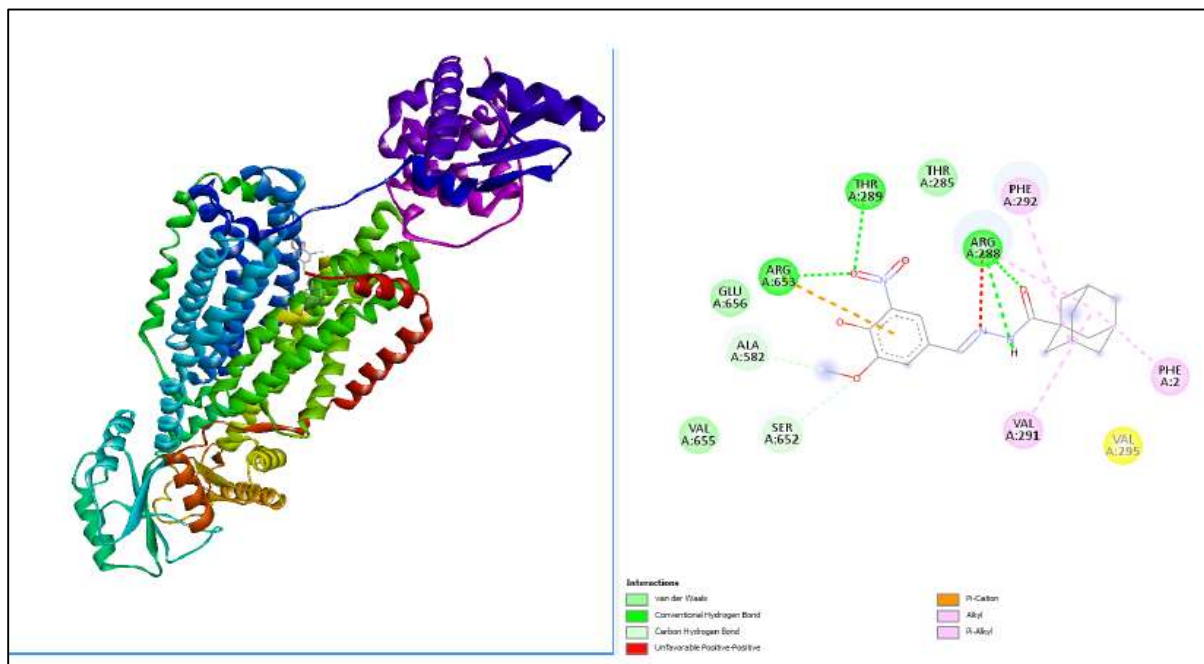 THR
A:289
THR
A:285
PHE
A:292
ARG
A:288
ARG
A:653
GLU
A:656
ALA
A:582
PHE
A:2
VAL
A:655
SER
A:652
VAL
A:291
VAL
A:295
O
O
N
O
O
N
N
H
O
Interactions
van der Waals
Conventional Hydrogen Bond
Carbon Hydrogen Bond
Unfavorable Positive-Positive
Pi-Cation
Alkyl
Pi-Alkyl